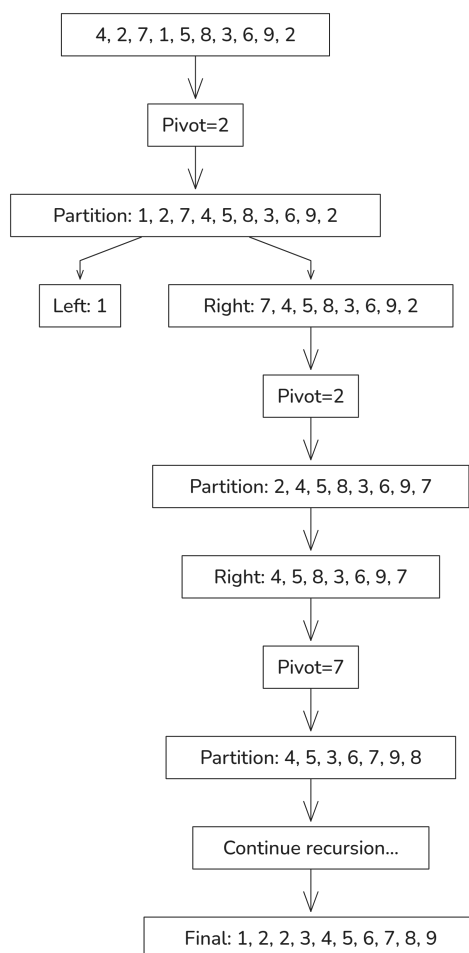 4, 2, 7, 1, 5, 8, 3, 6, 9, 2
Pivot=2
Partition: 1, 2, 7, 4, 5, 8, 3, 6, 9, 2
Left: 1
Right: 7, 4, 5, 8, 3, 6, 9, 2
Pivot=2
Partition: 2, 4, 5, 8, 3, 6, 9, 7
Right: 4, 5, 8, 3, 6, 9, 7
Pivot=7
Partition: 4, 5, 3, 6, 7, 9, 8
Continue recursion...
Final: 1, 2, 2, 3, 4, 5, 6, 7, 8, 9